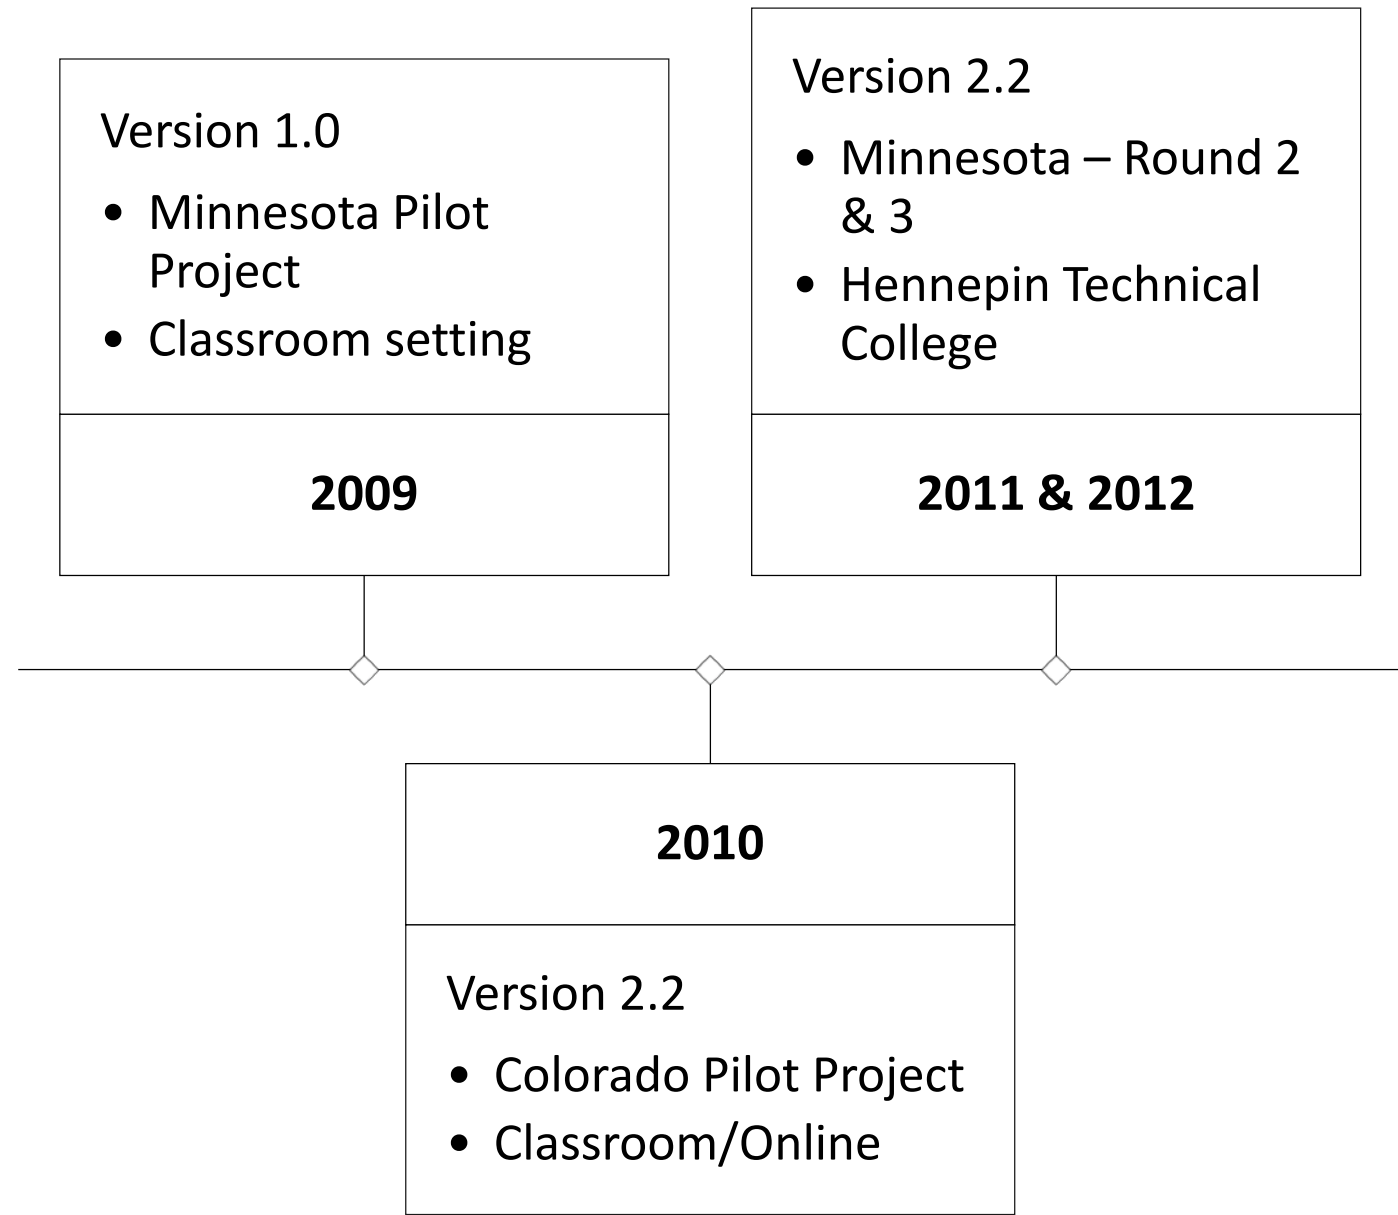 Version 1.0
• Minnesota Pilot
Project
• Classroom setting
2009
Version 2.2
• Minnesota – Round 2
& 3
• Hennepin Technical
College
2011 & 2012
2010
Version 2.2
• Colorado Pilot Project
• Classroom/Online